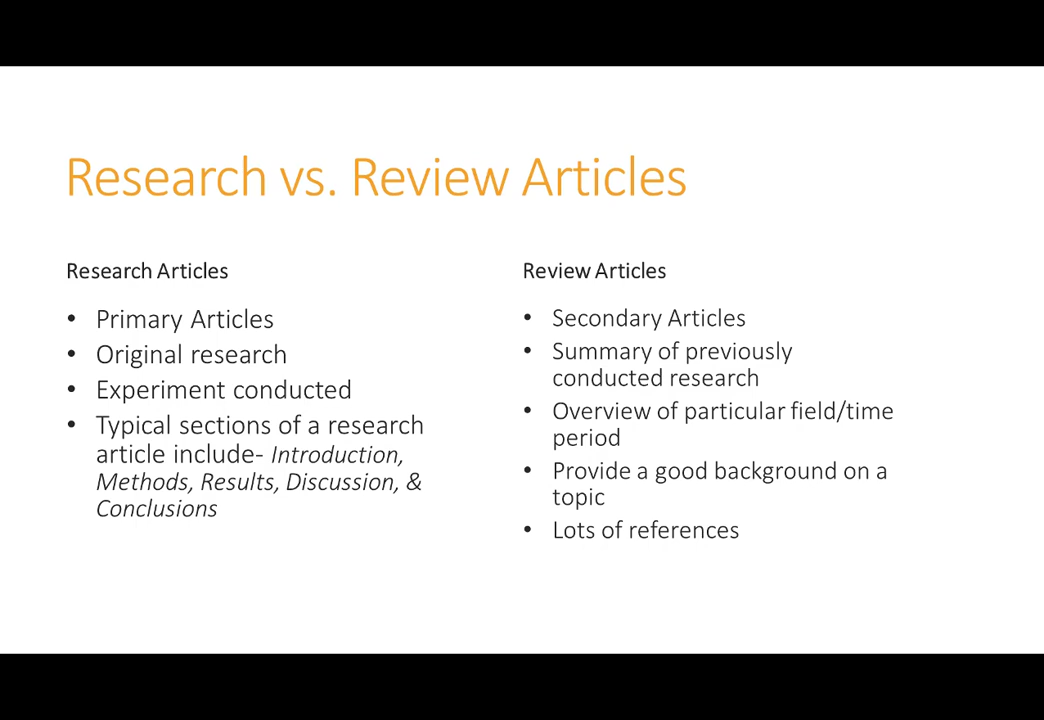 Research vs. Review Articles
Research Articles
• Primary Articles
• Original research
• Experiment conducted
• Typical sections of a research
article include- Introduction,
Methods, Results, Discussion, &
Conclusions
Review Articles
• Secondary Articles
• Summary of previously
conducted research
• Overview of particular field/time
period
• Provide a good background on a
topic
• Lots of references